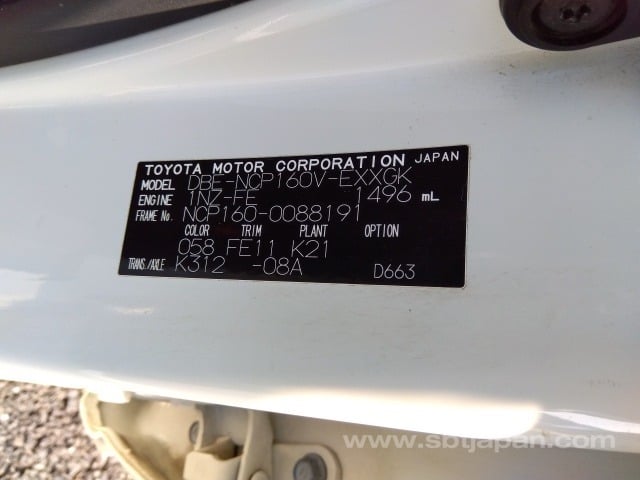 TOYOTA MOTOR CORPORATION JAPAN
MODEL DBE-NCP160V-EXXGK
ENGINE 1NZ-FE 1496 mL
FRAME No. NCP160-0088191
COLOR TRIM PLANT OPTION
058 FE11 K21
TRANS./AXLE K312 -08A D663
www.sbtjapan.com